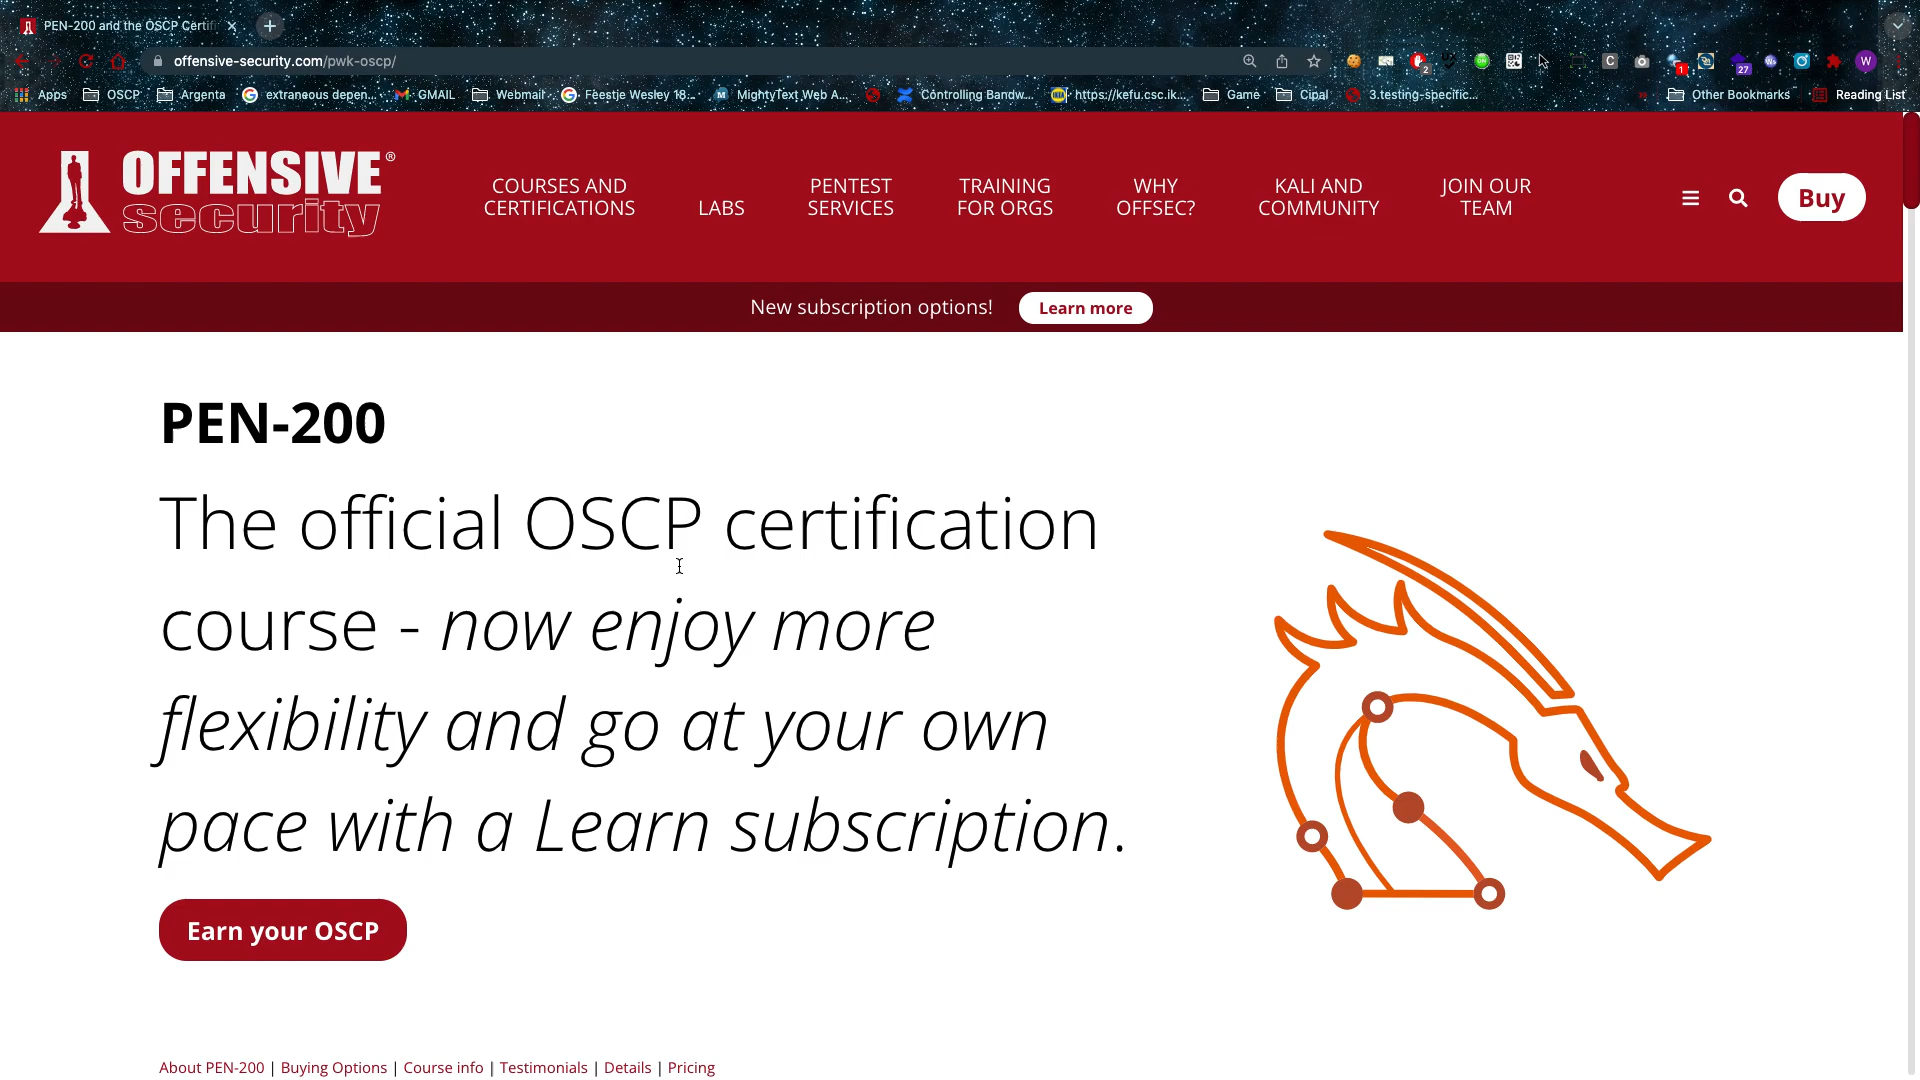 PEN-200 and the OSCP Certifi
offensive-security.com/pwk-oscp/
2
1
27
W
Apps
OSCP
Argenta
extraneous depen...
GMAIL
Webmail
Feestje Wesley 18...
MightyText Web A...
Controlling Bandw...
https://kefu.csc.ik...
Game
Cipal
3.testing-specific...
Other Bookmarks
Reading List
OFFENSIVE®
security
COURSES AND
CERTIFICATIONS
LABS
PENTEST
SERVICES
TRAINING
FOR ORGS
WHY
OFFSEC?
KALI AND
COMMUNITY
JOIN OUR
TEAM
Buy
New subscription options!
Learn more
PEN-200
The official OSCP certification
course - now enjoy more
flexibility and go at your own
pace with a Learn subscription.
Earn your OSCP
About PEN-200 | Buying Options | Course info | Testimonials | Details | Pricing